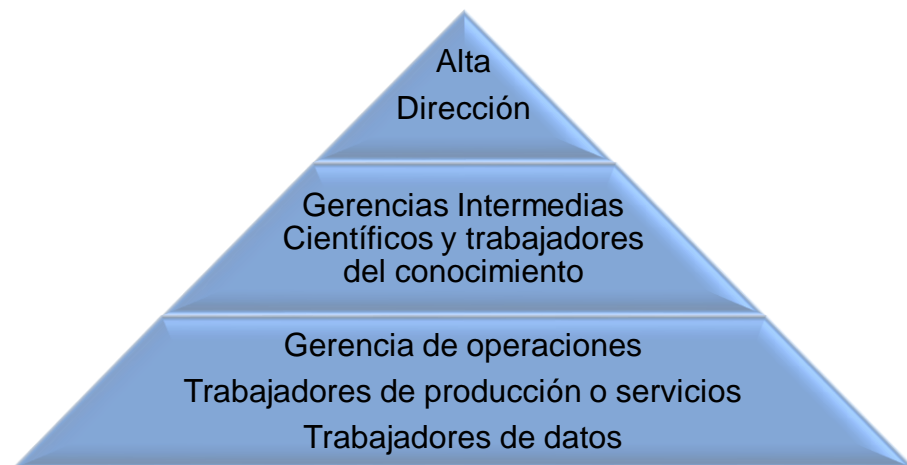 Alta
Dirección
Gerencias Intermedias
Científicos y trabajadores
del conocimiento
Gerencia de operaciones
Trabajadores de producción o servicios
Trabajadores de datos